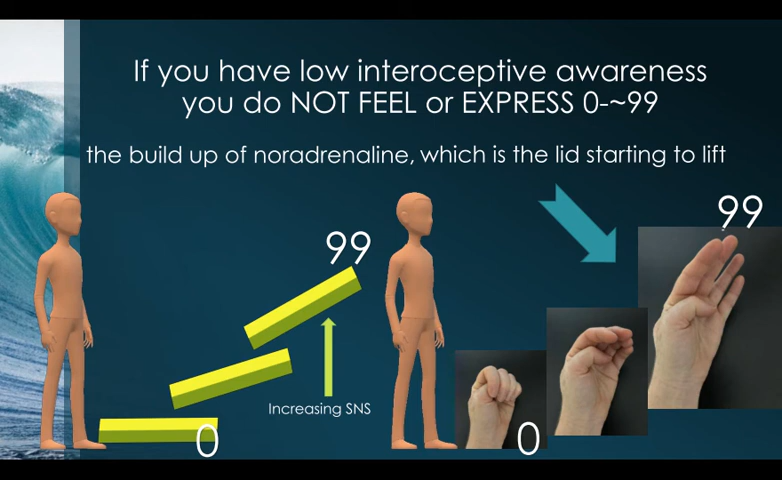 If you have low interoceptive awareness
you do NOT FEEL or EXPRESS 0-~99
the build up of noradrenaline, which is the lid starting to lift
99
99
Increasing SNS
0
0